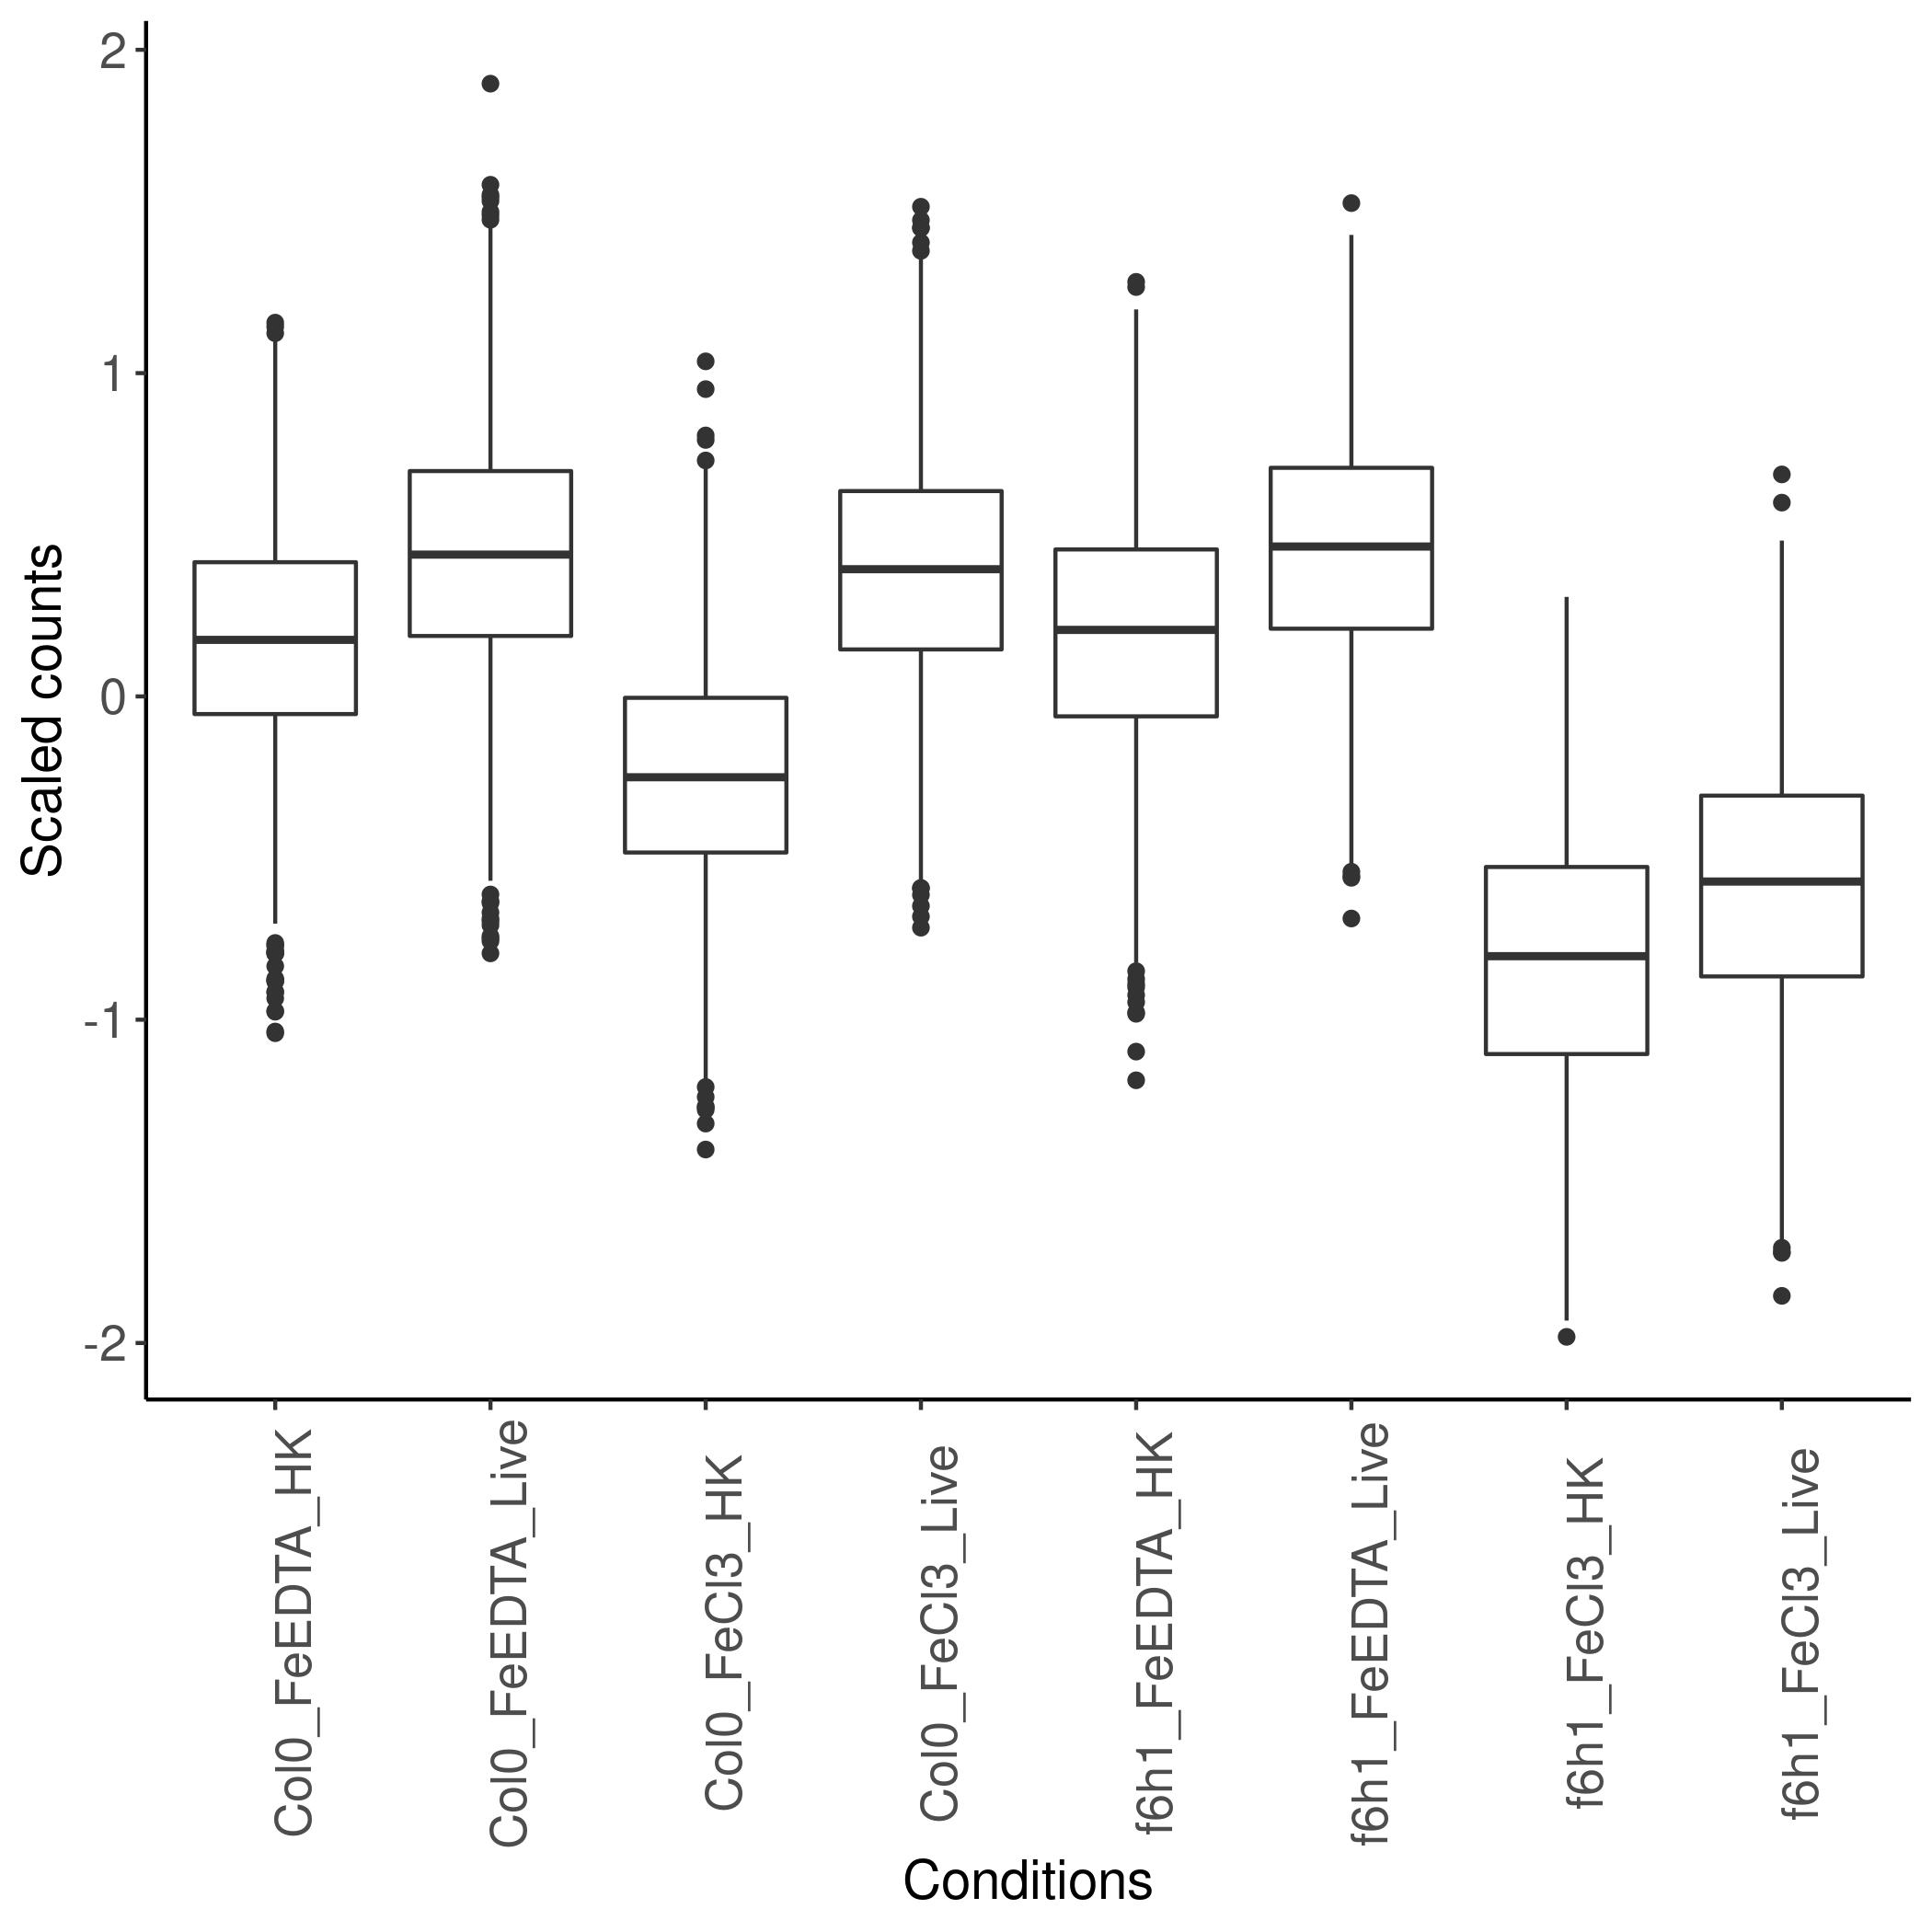 2
1
0
-1
-2
Scaled counts
Col0_FeEDTA_HK
Col0_FeEDTA_Live
Col0_FeCl3_HK
Col0_FeCl3_Live
f6h1_FeEDTA_HK
f6h1_FeEDTA_Live
f6h1_FeCl3_HK
f6h1_FeCl3_Live
Conditions